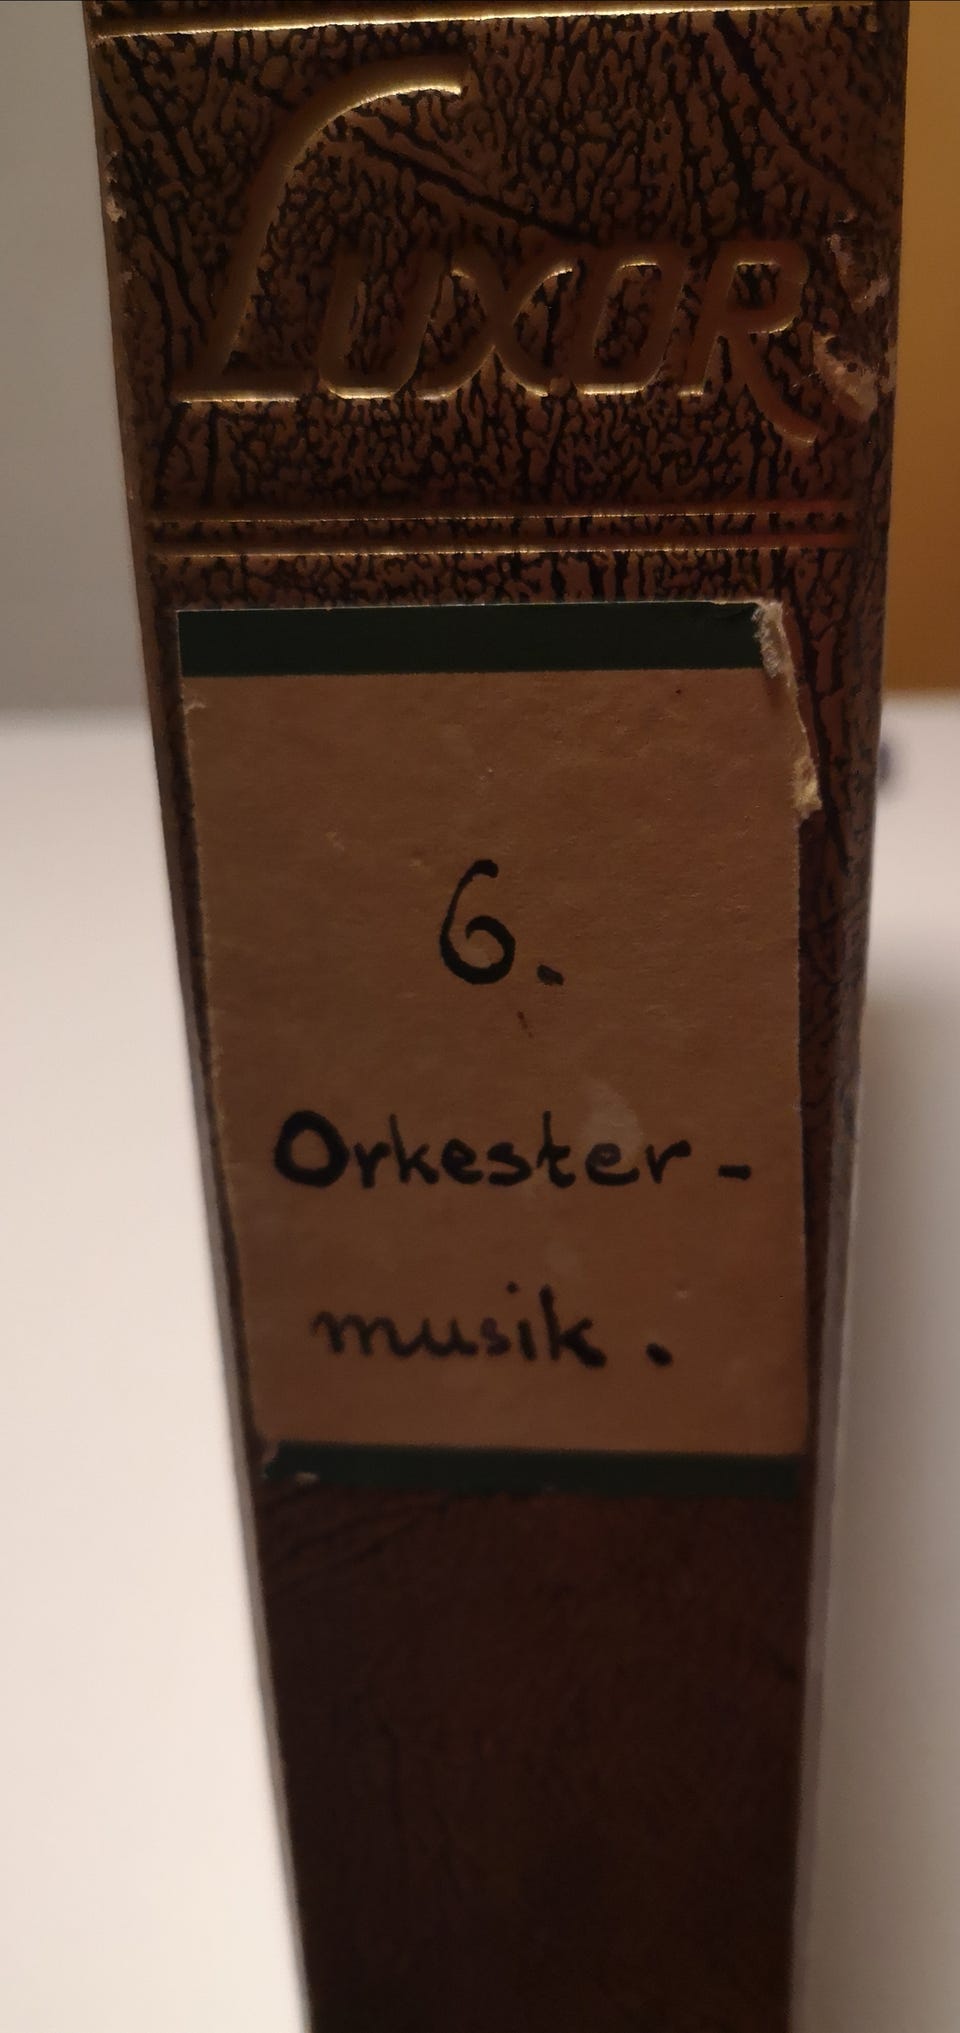 LUXOR
6.
Orkester-
musik.